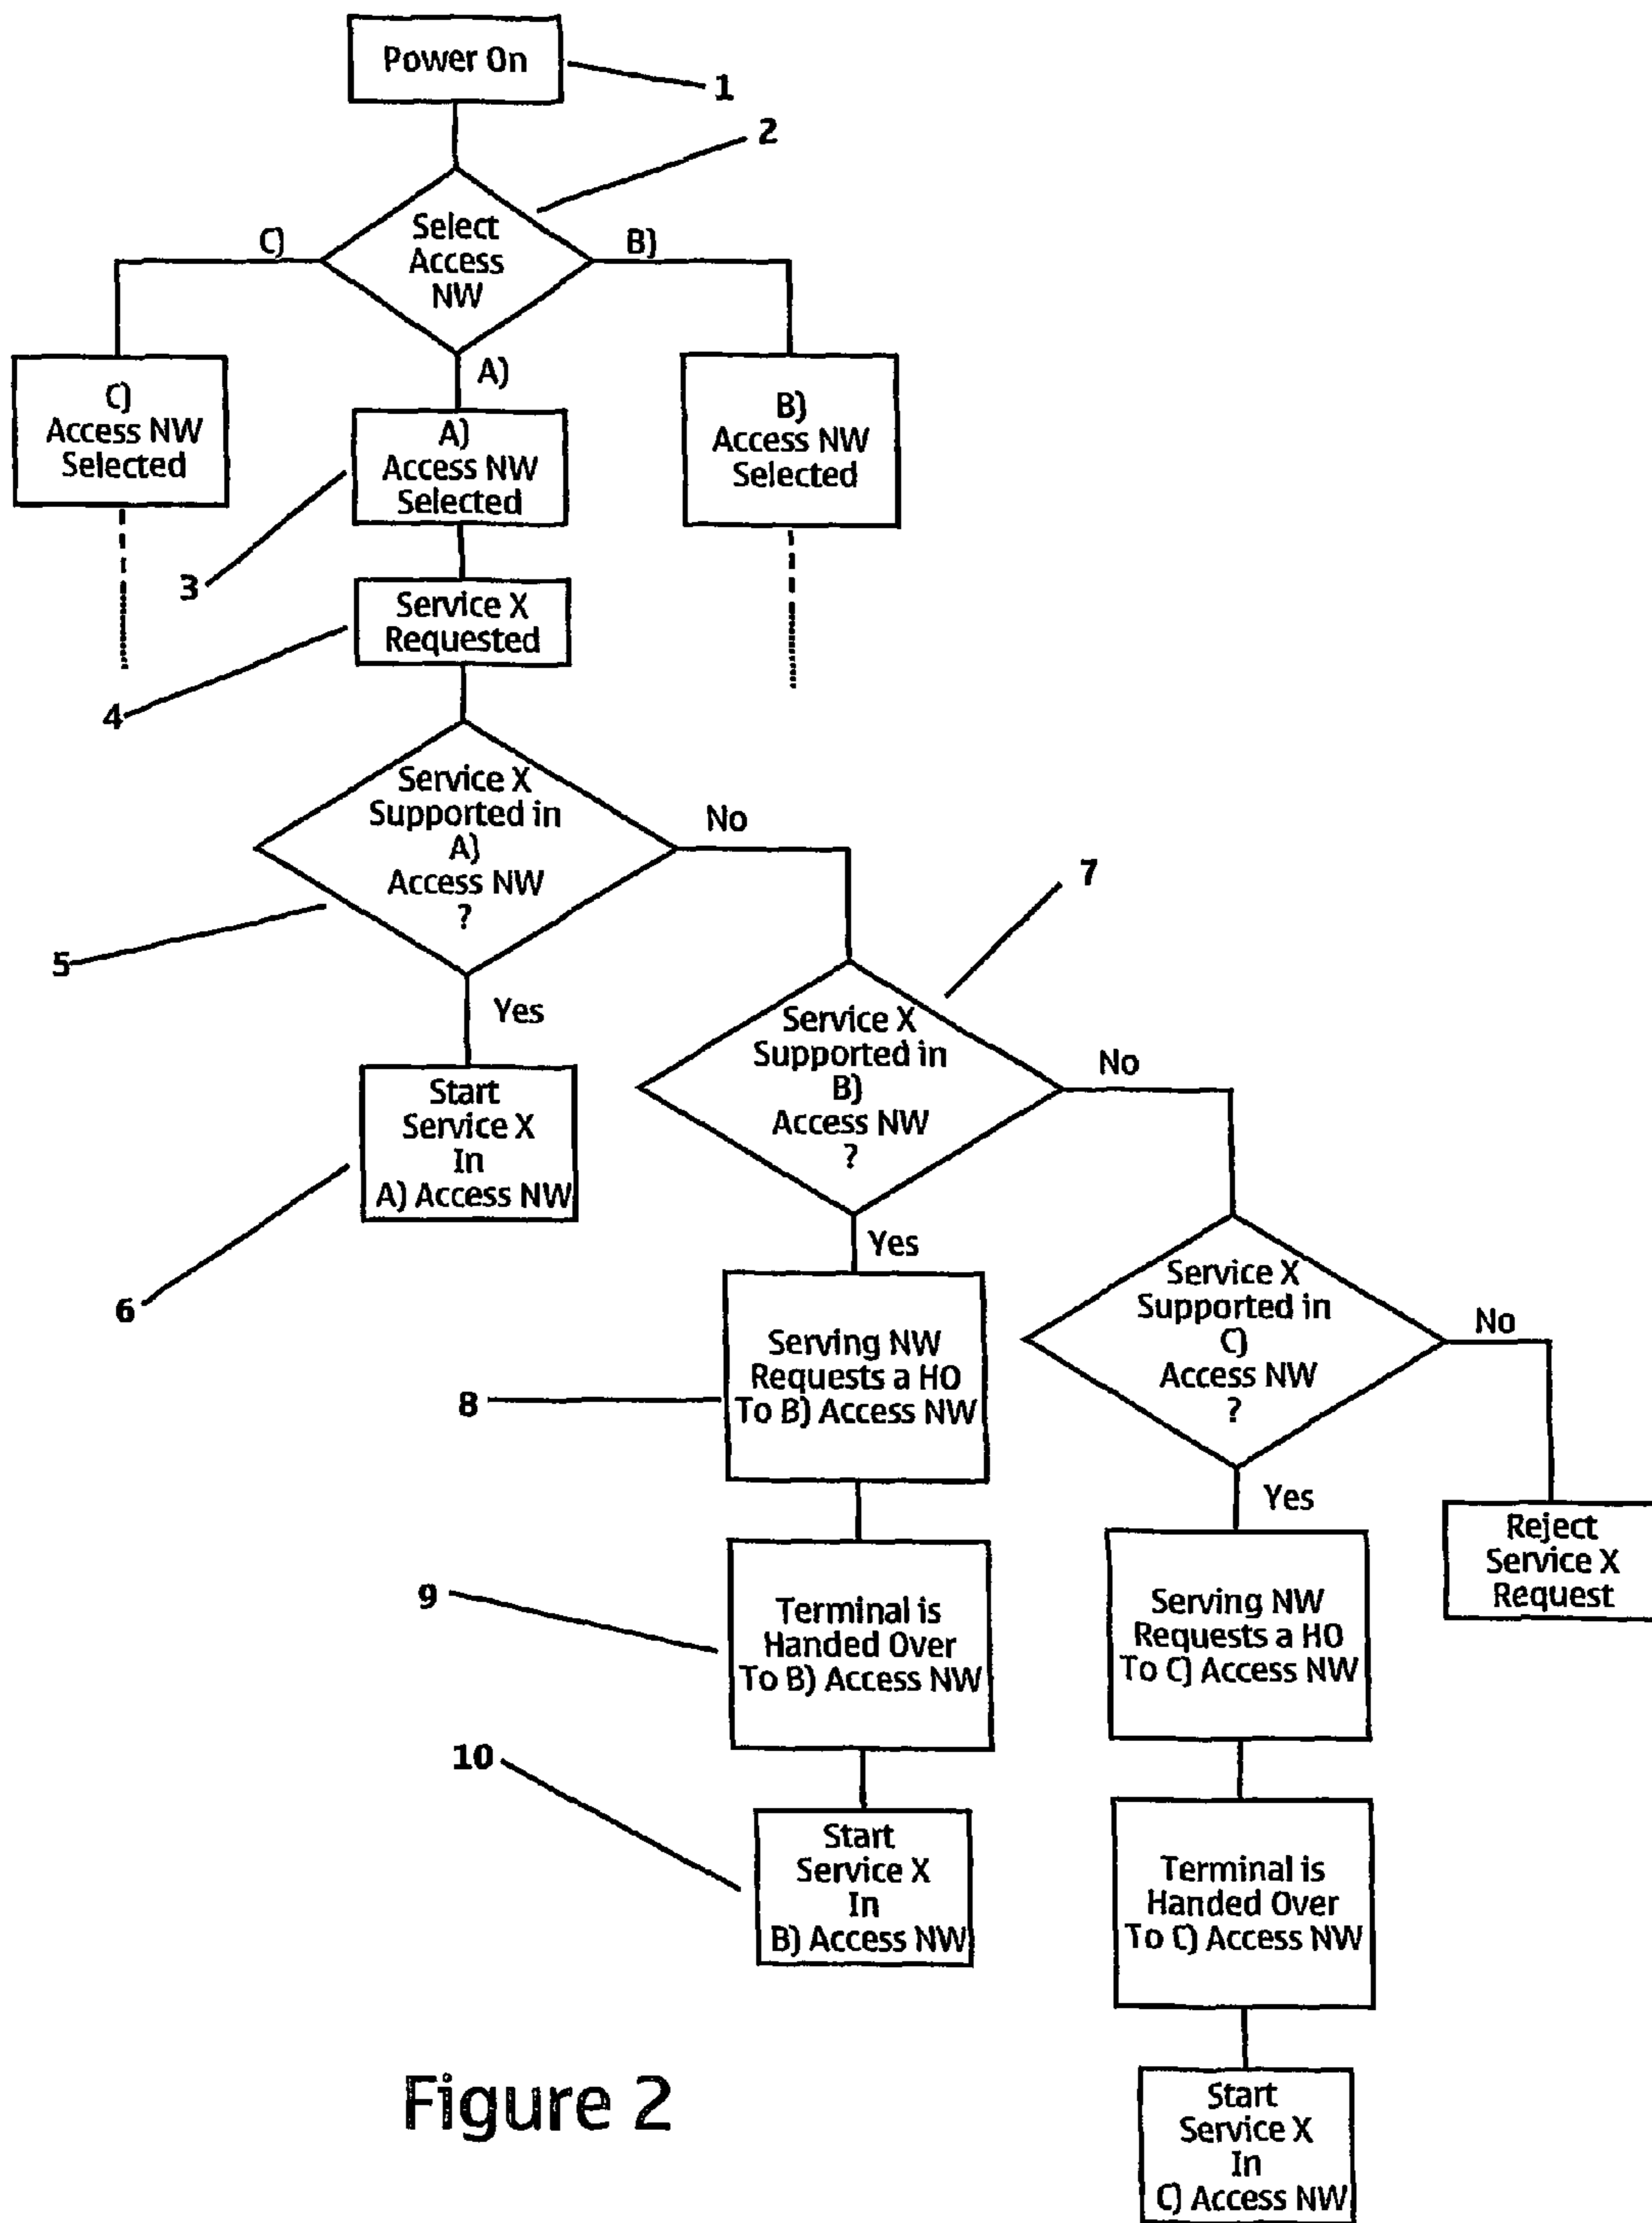 Power On
1
2
Select
Access
NW
C)
B)
A)
C)
Access NW
Selected
A)
Access NW
Selected
B)
Access NW
Selected
3
Service X
Requested
4
Service X
Supported in
A)
Access NW
?
No
5
Yes
7
Start
Service X
In
A) Access NW
6
Service X
Supported in
B)
Access NW
?
No
Yes
Serving NW
Requests a HO
To B) Access NW
8
Service X
Supported in
C)
Access NW
?
No
Yes
Reject
Service X
Request
9
Terminal is
Handed Over
To B) Access NW
Serving NW
Requests a HO
To C) Access NW
10
Start
Service X
In
B) Access NW
Terminal is
Handed Over
To C) Access NW
Start
Service X
In
C) Access NW
Figure 2